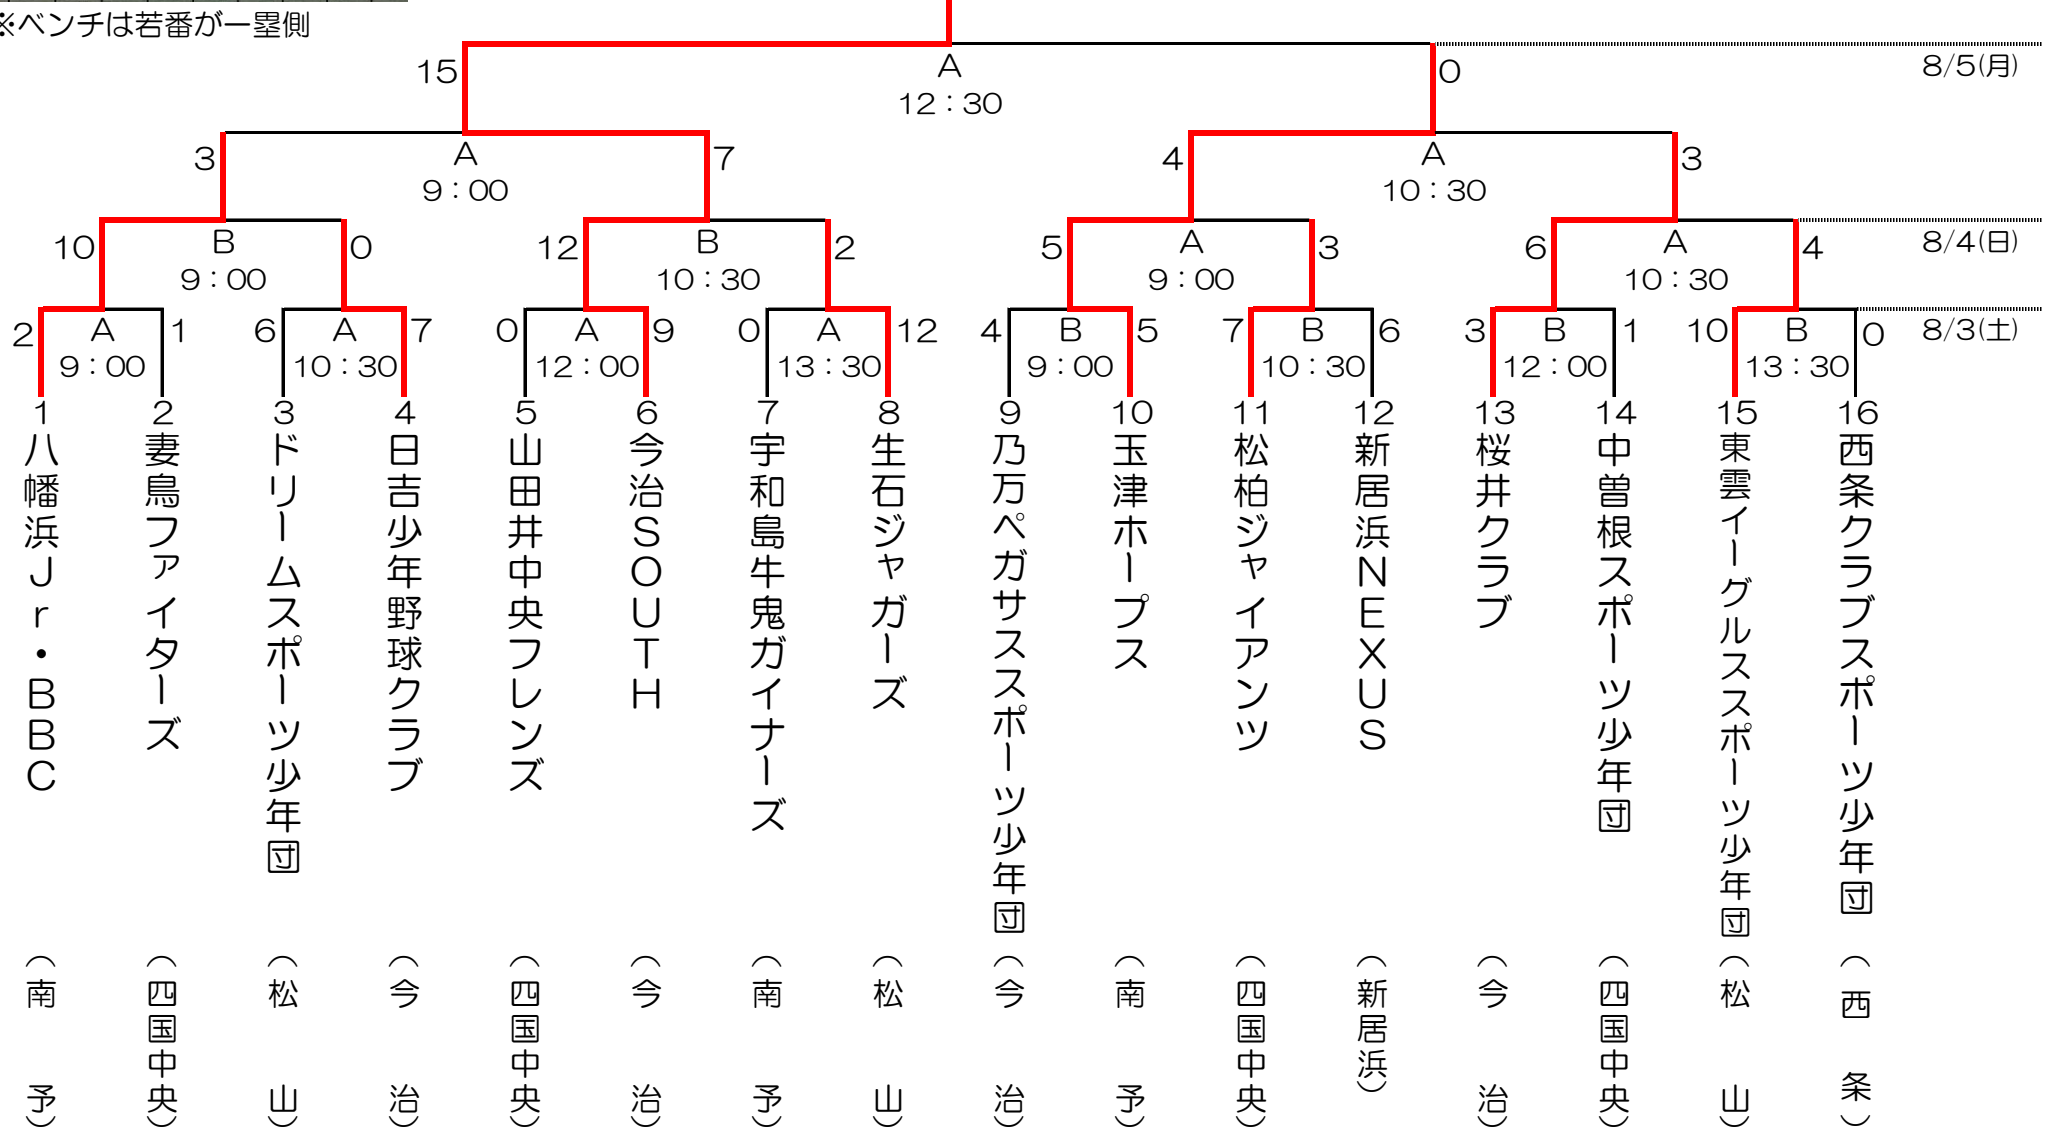 ※ベンチは若番が一塁側
15
A
12：30
0
8/5(月)
3
A
9：00
7
4
A
10：30
3
10
B
9：00
0
12
B
10：30
2
5
A
9：00
3
6
A
10：30
4
8/4(日)
2
A
9：00
1
6
A
10：30
7
0
A
12：00
9
0
A
13：30
12
4
B
9：00
5
7
B
10：30
6
3
B
12：00
1
10
B
13：30
0
8/3(土)
1
八幡浜Jr・BBC
（南予）
2
妻鳥ファイターズ
（四国中央）
3
ドリームスポーツ少年団
（松山）
4
日吉少年野球クラブ
（今治）
5
山田井中央フレンズ
（四国中央）
6
今治SOUTH
（今治）
7
宇和島牛鬼ガイナーズ
（南予）
8
生石ジャガーズ
（松山）
9
乃万ペガサススポーツ少年団
（今治）
10
玉津ホープス
（南予）
11
松柏ジャイアンツ
（四国中央）
12
新居浜NEXUS
（新居浜）
13
桜井クラブ
（今治）
14
中曽根スポーツ少年団
（四国中央）
15
東雲イーグルススポーツ少年団
（松山）
16
西条クラブスポーツ少年団
（西条）